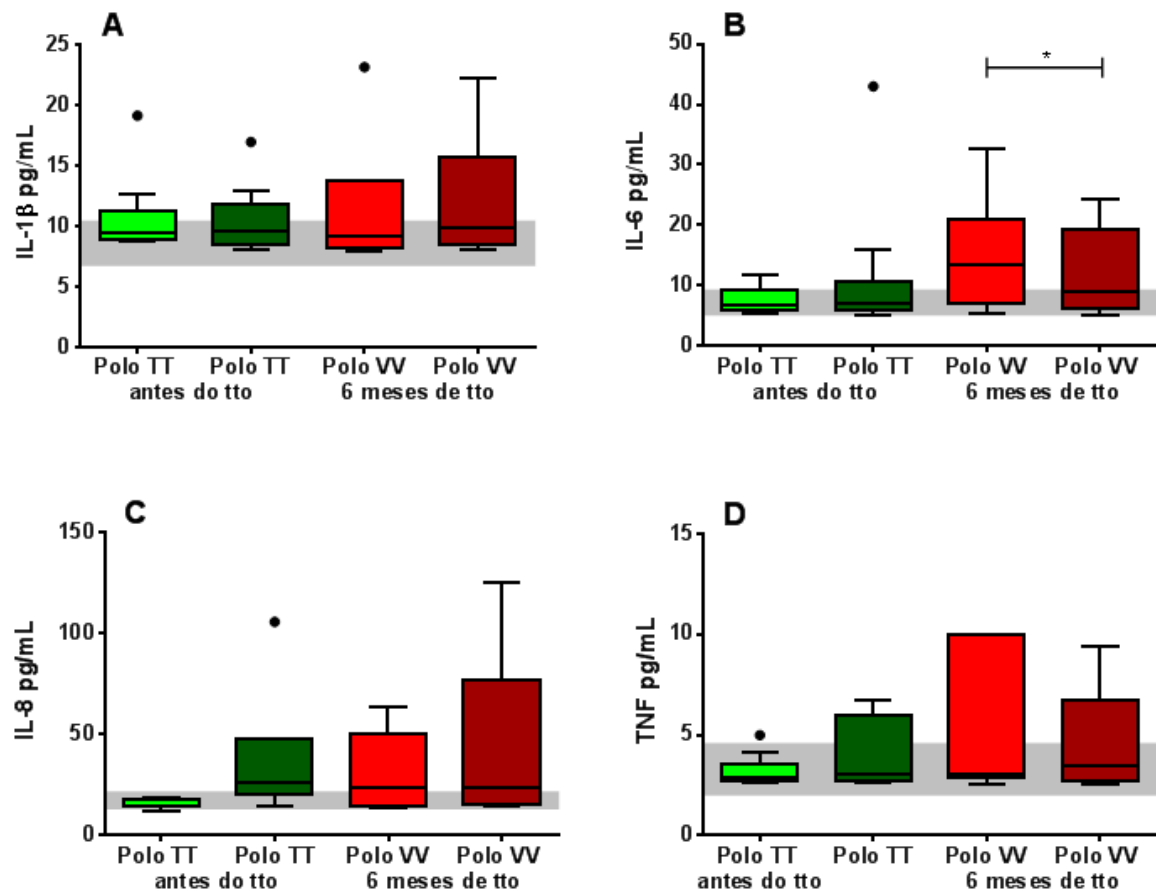 A
IL-1β pg/mL
25
20
15
10
5
0
Polo TT Polo TT Polo VV Polo VV
antes do tto 6 meses de tto
B
*
IL-6 pg/mL
50
40
30
20
10
0
Polo TT Polo TT Polo VV Polo VV
antes do tto 6 meses de tto
C
IL-8 pg/mL
150
100
50
0
Polo TT Polo TT Polo VV Polo VV
antes do tto 6 meses de tto
D
TNF pg/mL
15
10
5
0
Polo TT Polo TT Polo VV Polo VV
antes do tto 6 meses de tto